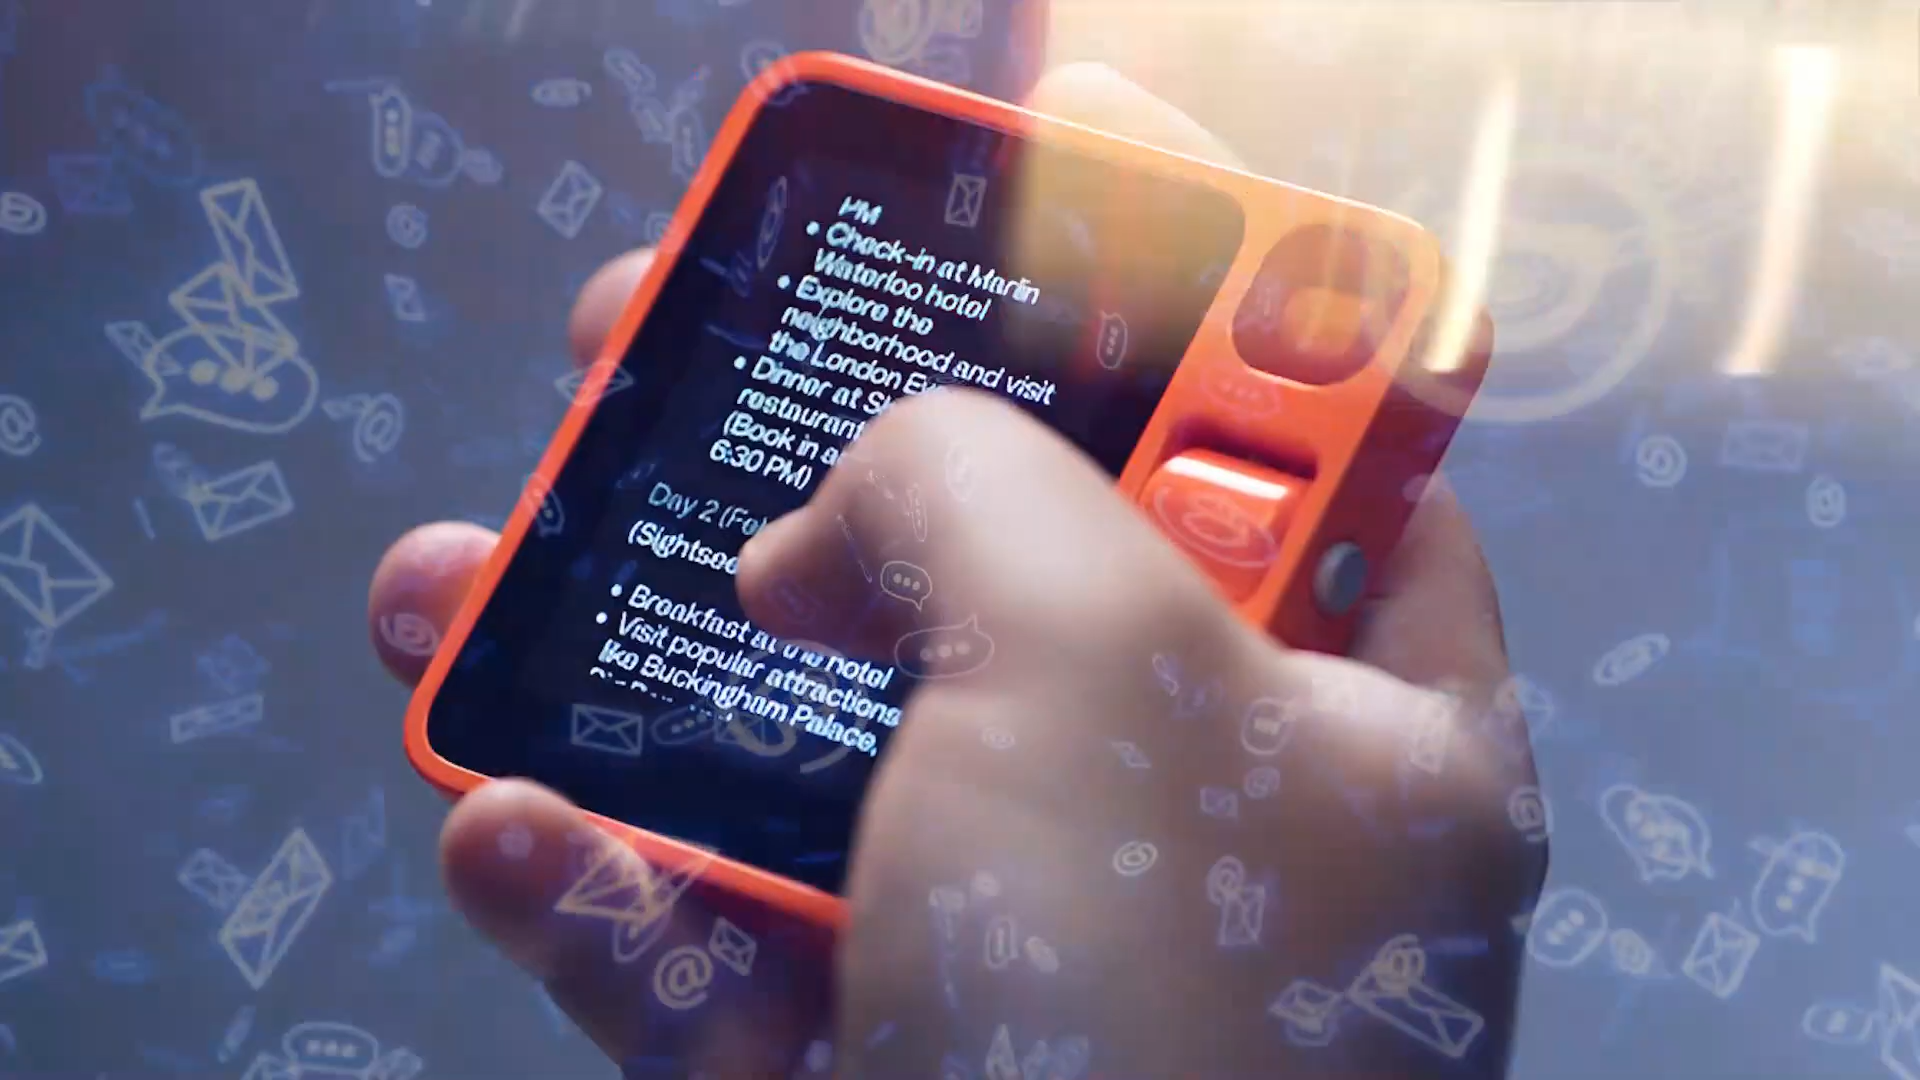 PM
• Check-in at Marlin
Waterloo hotel
• Explore the
neighborhood and visit
the London
• Dinner at
restaurant
(Book in
6:30 PM)
Day 2
• Breakfast at the hotel
• Visit popular attractions
like Buckingham Palace,